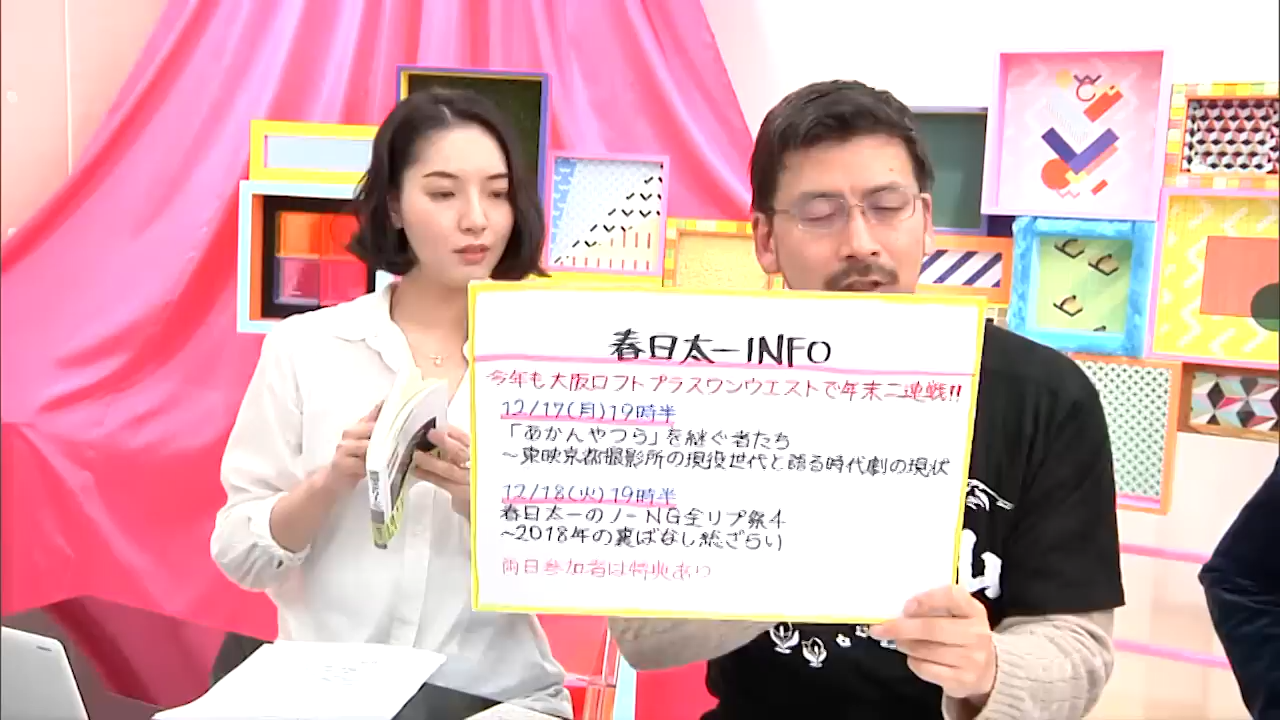 春日太一INFO
今年も大阪ロフトプラスワンウエストで年末二連戦!!
12/17(月)19時半
「あかんやつら」を継ぐ者たち
～東映京都撮影所の現役世代と語る時代劇の現状
12/18(火)19時半
春日太一のノーNG全リプ祭4
～2018年の裏ばなし総ざらい
両日参加者は特典あり